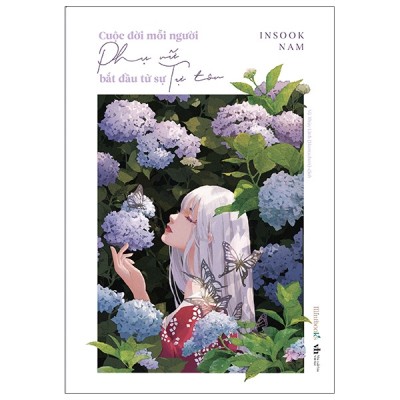 Cuộc đời mỗi người
Phụ nữ
bắt đầu từ sự Tự tôn
INSOOK
NAM